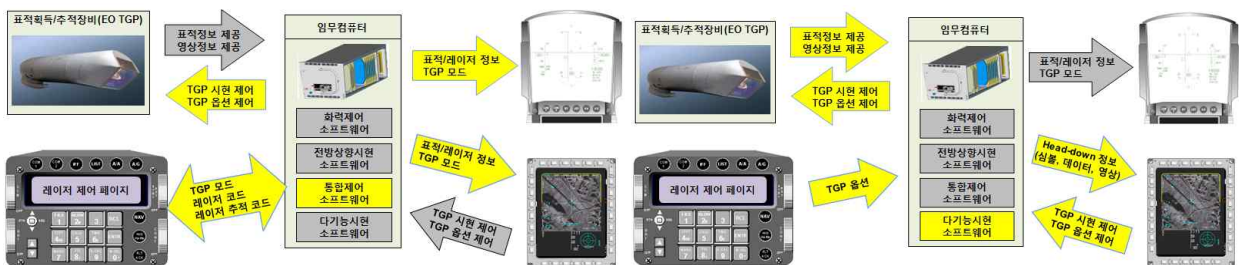 표적획득/추적장비(EO TGP)
표적정보 제공
영상정보 제공
TGP 시현 제어
TGP 옵션 제어
임무컴퓨터
화력제어
소프트웨어
전방상향시현
소프트웨어
통합제어
소프트웨어
다기능시현
소프트웨어
표적/레이저 정보
TGP 모드
표적/레이저 정보
TGP 모드
TGP 시현 제어
TGP 옵션 제어
레이저 제어 페이지
TGP 모드
레이저 코드
레이저 추적 코드
LIST
A/A
A/G
NAV
표적획득/추적장비(EO TGP)
표적정보 제공
영상정보 제공
TGP 시현 제어
TGP 옵션 제어
임무컴퓨터
화력제어
소프트웨어
전방상향시현
소프트웨어
통합제어
소프트웨어
다기능시현
소프트웨어
표적/레이저 정보
TGP 모드
Head-down 정보
(심볼, 데이터, 영상)
TGP 시현 제어
TGP 옵션 제어
레이저 제어 페이지
TGP 옵션
LIST
A/A
A/G
NAV